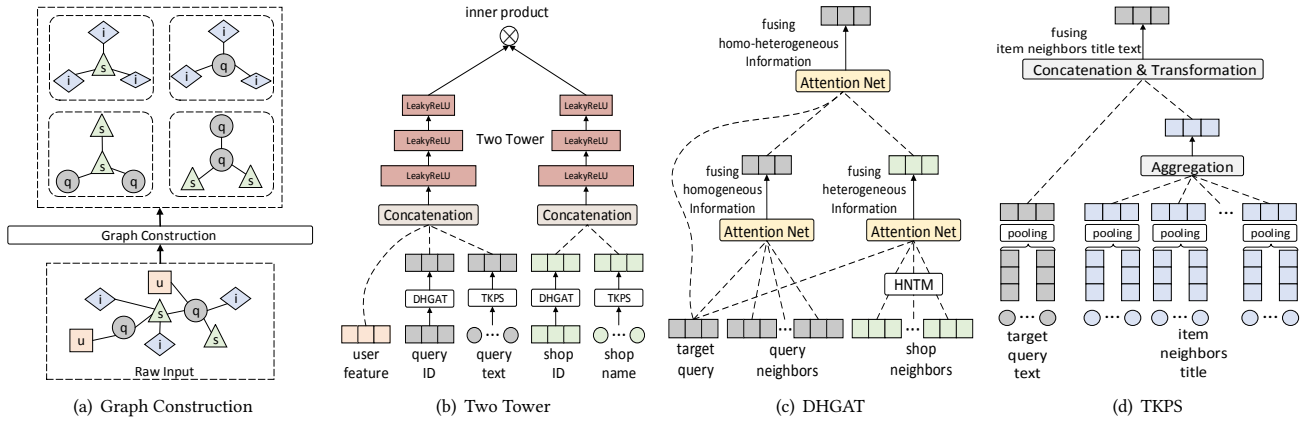 i
i
s
i
i
q
i
i
s
s
q
q
q
q
s
s
Graph Construction
u
i
i
s
q
q
u
i
s
Raw Input
(a) Graph Construction
inner product
LeakyReLU
LeakyReLU
LeakyReLU
Two Tower
LeakyReLU
LeakyReLU
LeakyReLU
Concatenation
Concatenation
DHGAT
TKPS
DHGAT
TKPS
...
...
user
feature
query
ID
query
text
shop
ID
shop
name
(b) Two Tower
fusing
homo-heterogeneous
Information
Attention Net
fusing
homogeneous
Information
fusing
heterogeneous
Information
Attention Net
Attention Net
HNTM
...
...
target
query
query
neighbors
shop
neighbors
(c) DHGAT
fusing
item neighbors title text
Concatenation & Transformation
Aggregation
...
pooling
pooling
pooling
pooling
...
...
...
...
target
query
text
item
neighbors
title
(d) TKPS